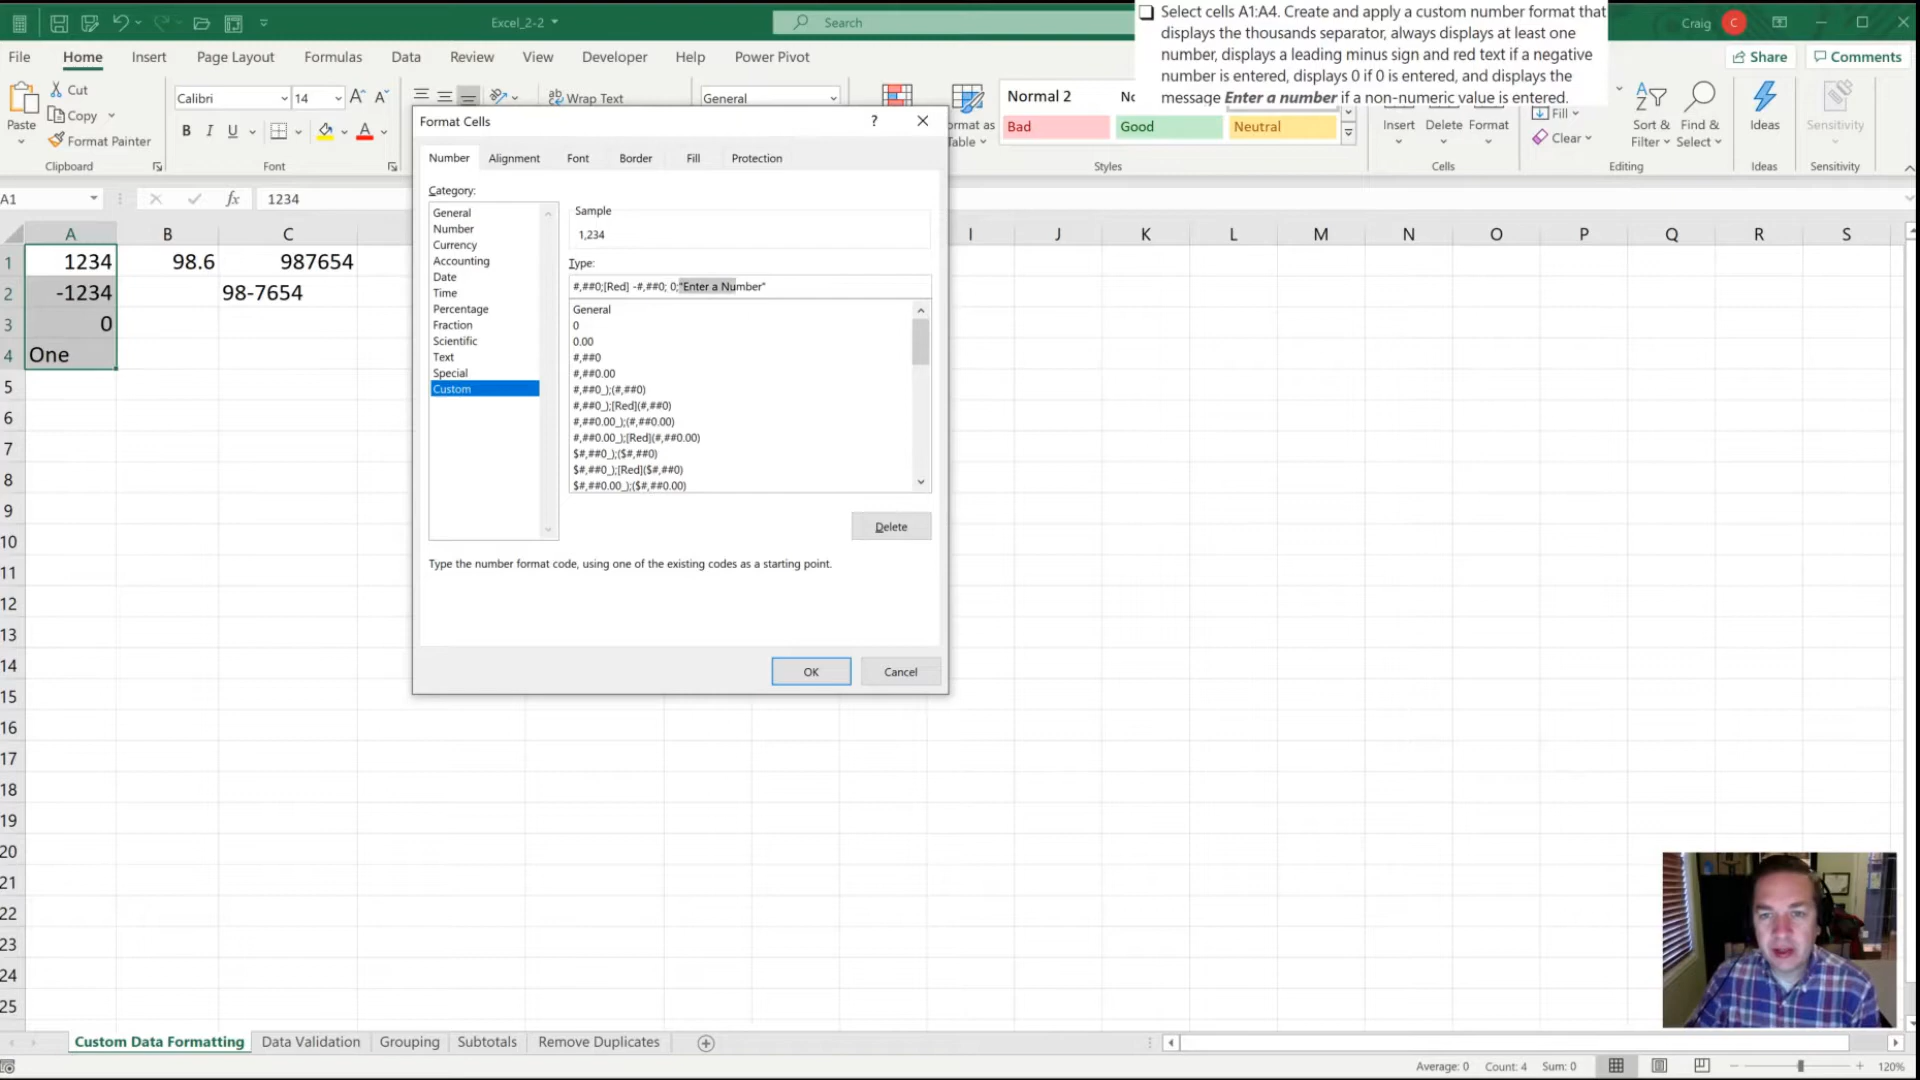 Excel_2-2
Search
Craig
C
Select cells A1:A4. Create and apply a custom number format that
displays the thousands separator, always displays at least one
number, displays a leading minus sign and red text if a negative
number is entered, displays 0 if 0 is entered, and displays the
message Enter a number if a non-numeric value is entered.
File
Home
Insert
Page Layout
Formulas
Data
Review
View
Developer
Help
Power Pivot
Share
Comments
Paste
Cut
Copy
Format Painter
Clipboard
Calibri
14
B I U
Font
Wrap Text
General
Format Cells
?
Number
Alignment
Font
Border
Fill
Protection
Category:
General
Number
Currency
Accounting
Date
Time
Percentage
Fraction
Scientific
Text
Special
Custom
Sample
1,234
Type:
#,##0;[Red] -#,##0; 0;"Enter a Number"
General
0
0.00
#,##0
#,##0.00
#,##0_);(#,##0)
#,##0_);[Red](#,##0)
#,##0.00_);(#,##0.00)
#,##0.00_);[Red](#,##0.00)
$#,##0_);($#,##0)
$#,##0_);[Red]($#,##0)
$#,##0.00_);($#,##0.00)
Delete
Type the number format code, using one of the existing codes as a starting point.
OK
Cancel
ormat as
Table
Normal 2
Bad
Good
Neutral
Styles
Insert
Delete
Format
Cells
Fill
Clear
Sort &
Filter
Find &
Select
Editing
Ideas
Ideas
Sensitivity
Sensitivity
A1
fx
1234
A B C I J K L M N O P Q R S
1 1234 98.6 987654
2 -1234 98-7654
3 0
4 One
5
6
7
8
9
10
11
12
13
14
15
16
17
18
19
20
21
22
23
24
25
Custom Data Formatting
Data Validation
Grouping
Subtotals
Remove Duplicates
Average: 0
Count: 4
Sum: 0
120%